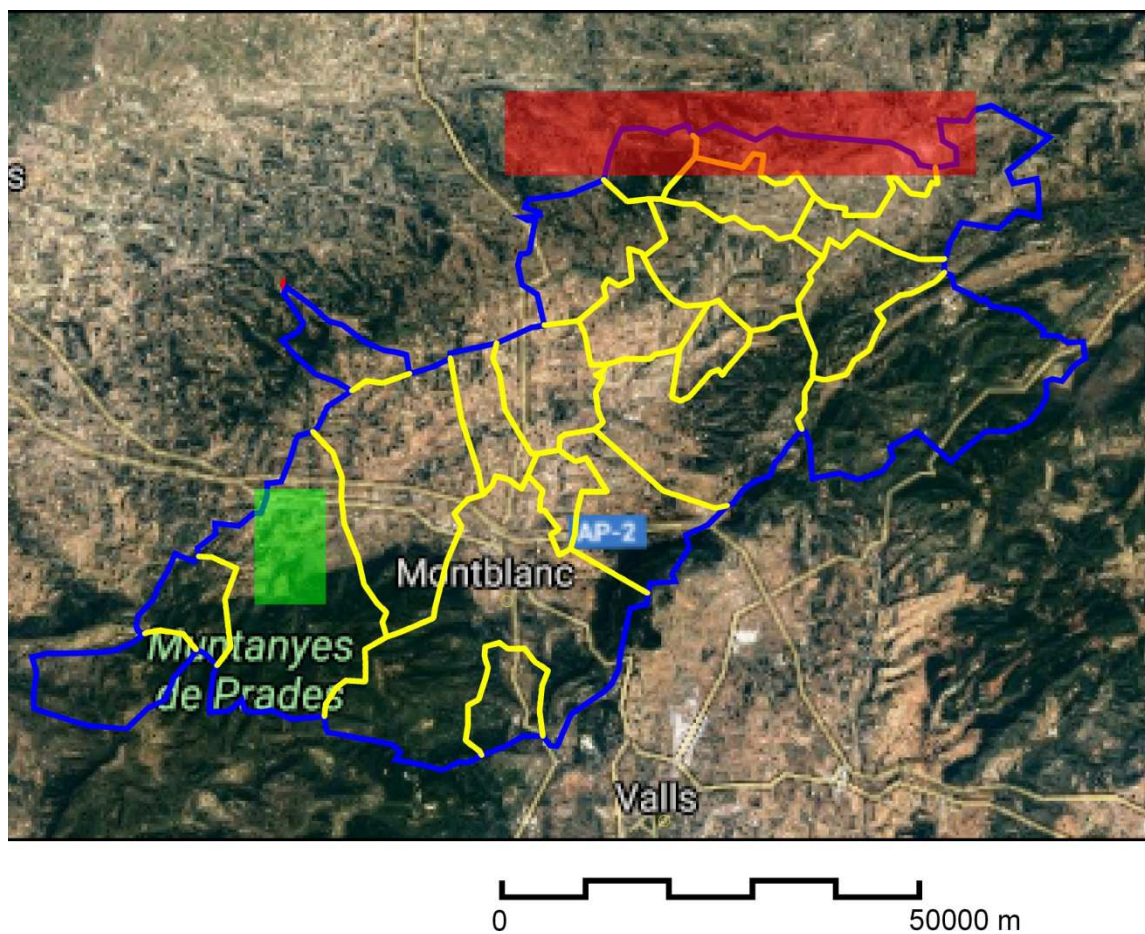 s
AP-2
Montblanc
Muntanyes
de Prades
Valls
0
50000 m